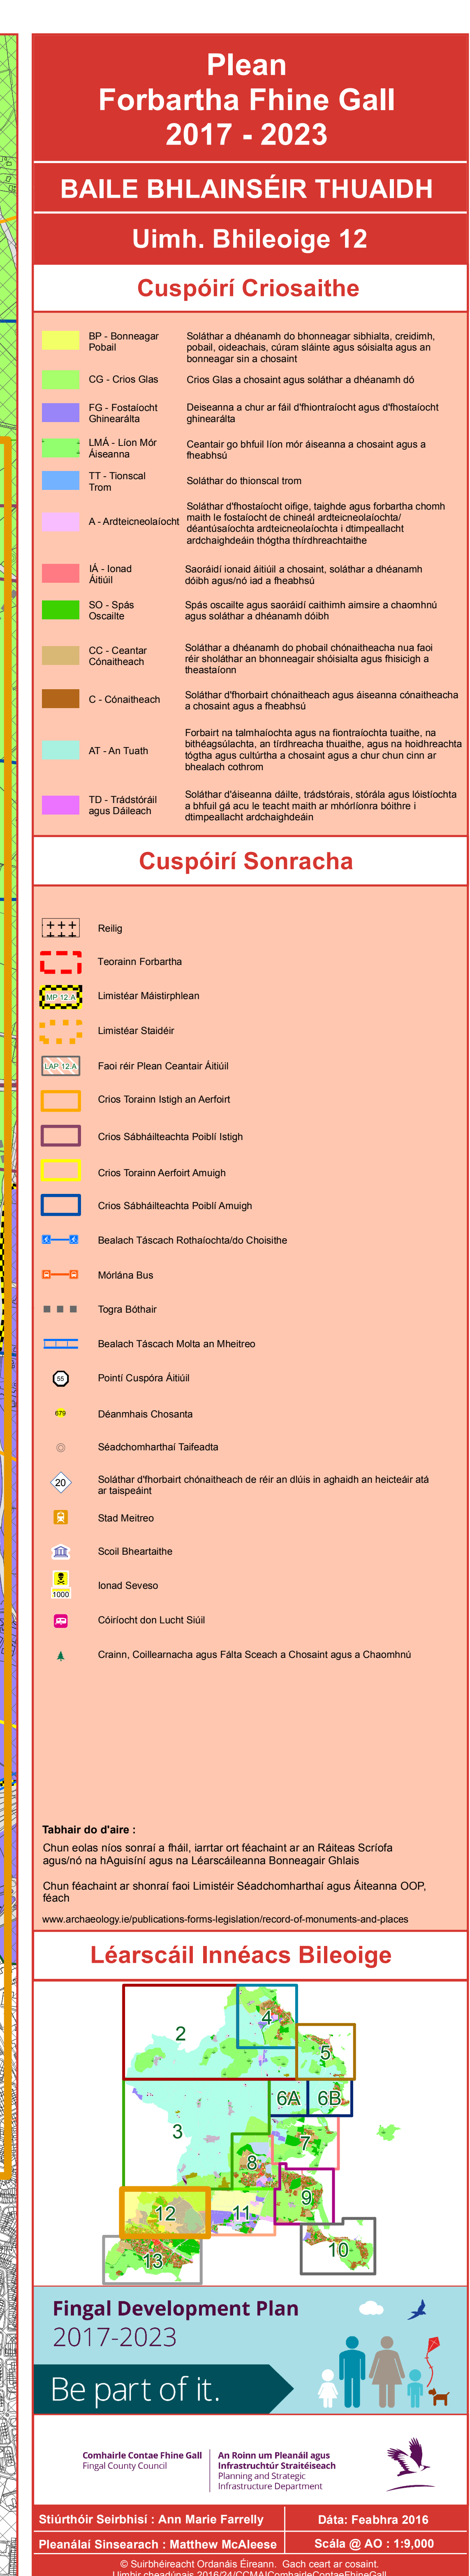 Plean
Forbartha Fhine Gall
2017 - 2023
BAILE BHLAINSÉIR THUAIDH
Uimh. Bhileoige 12
Cuspóirí Criosaithe
BP - Bonneagar
Pobail
Soláthar a dhéanamh do bhonneagar sibhialta, creidimh,
pobail, oideachais, cúram sláinte agus sóisialta agus an
bonneagar sin a chosaint
CG - Crios Glas
Crios Glas a chosaint agus soláthar a dhéanamh dó
FG - Fostaíocht
Ghinearálta
Deiseanna a chur ar fáil d'fhiontraíocht agus d'fhostaíocht
ghinearálta
LMÁ - Líon Mór
Áiseanna
Ceantair go bhfuil líon mór áiseanna a chosaint agus a
fheabhsú
TT - Tionscal
Trom
Soláthar do thionscal trom
A - Ardteicneolaíocht
Soláthar d'fhostaíocht oifige, taighde agus forbartha chomh
maith le fostaíocht de chineál ardteicneolaíochta/
déantúsaíochta ardteicneolaíochta i dtimpeallacht
ardchaighdeáin thógtha thírdhreachtaithe
IÁ - Ionad
Áitiúil
Saoráidí ionaid áitiúil a chosaint, soláthar a dhéanamh
dóibh agus/nó iad a fheabhsú
SO - Spás
Oscailte
Spás oscailte agus saoráidí caithimh aimsire a chaomhnú
agus soláthar a dhéanamh dóibh
CC - Ceantar
Cónaitheach
Soláthar a dhéanamh do phobail chónaitheacha nua faoi
réir sholáthar an bhonneagair shóisialta agus fhisicigh a
theastaíonn
C - Cónaitheach
Soláthar d'fhorbairt chónaitheach agus áiseanna cónaitheacha
a chosaint agus a fheabhsú
AT - An Tuath
Forbairt na talmhaíochta agus na fiontraíochta tuaithe, na
bithéagsúlachta, an tírdhreacha thuaithe, agus na hoidhreachta
tógtha agus cultúrtha a chosaint agus a chur chun cinn ar
bhealach cothrom
TD - Trádstóráil
agus Dáileach
Soláthar d'áiseanna dáilte, trádstórais, stórála agus lóistíochta
a bhfuil gá acu le teacht maith ar mhórlíonra bóithre i
dtimpeallacht ardchaighdeáin
Cuspóirí Sonracha
Reilig
Teorainn Forbartha
MP 12.A
Limistéar Máistirphlean
Limistéar Staidéir
LAP 12.A
Faoi réir Plean Ceantair Áitiúil
Crios Torainn Istigh an Aerfoirt
Crios Sábháilteachta Poiblí Istigh
Crios Torainn Aerfoirt Amuigh
Crios Sábháilteachta Poiblí Amuigh
Bealach Táscach Rothaíochta/do Choisithe
Mórlána Bus
Togra Bóthair
Bealach Táscach Molta an Mheitreo
55
Pointí Cuspóra Áitiúil
679
Déanmhais Chosanta
Séadchomharthaí Taifeadta
20
Soláthar d'fhorbairt chónaitheach de réir an dlúis in aghaidh an heicteáir atá
ar taispeáint
Stad Meitreo
Scoil Bheartaithe
1000
Ionad Seveso
Cóiríocht don Lucht Siúil
Crainn, Coillearnacha agus Fálta Sceach a Chosaint agus a Chaomhnú
Tabhair do d'aire :
Chun eolas níos sonraí a fháil, iarrtar ort féachaint ar an Ráiteas Scríofa
agus/nó na hAguisíní agus na Léarscáileanna Bonneagair Ghlais
Chun féachaint ar shonraí faoi Limistéir Séadchomharthaí agus Áiteanna OOP,
féach
www.archaeology.ie/publications-forms-legislation/record-of-monuments-and-places
Léarscáil Innéacs Bileoige
2
4
5
6A
6B
3
7
8
9
12
11
10
13
Fingal Development Plan
2017-2023
Be part of it.
Comhairle Contae Fhine Gall
Fingal County Council
An Roinn um Pleanáil agus
Infrastruchtúr Straitéiseach
Planning and Strategic
Infrastructure Department
Stiúrthóir Seirbhisi : Ann Marie Farrelly
Dáta: Feabhra 2016
Pleanálaí Sinsearach : Matthew McAleese
Scála @ AO : 1:9,000
© Suirbhéireacht Ordanáis Éireann. Gach ceart ar cosaint.
Uimhir cheadúnais 2016/24/CCMAIComhairleContaeFhineGall